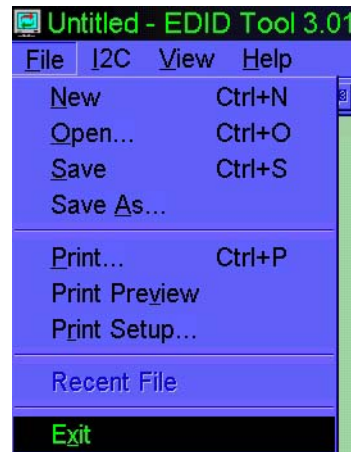 Untitled - EDID Tool 3.01
File I2C View Help
New Ctrl+N
Open... Ctrl+O
Save Ctrl+S
Save As...
Print... Ctrl+P
Print Preview
Print Setup...
Recent File
Exit